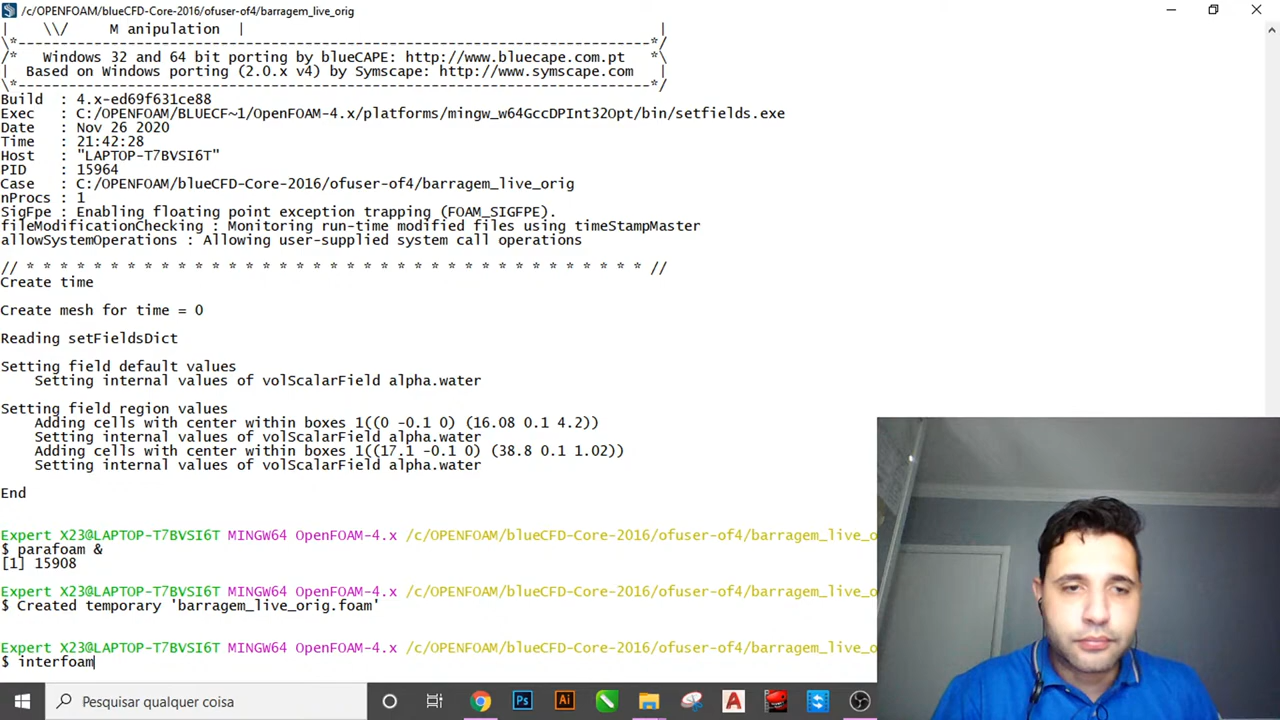 /c/OPENFOAM/blueCFD-Core-2016/ofuser-of4/barragem_live_orig
|    \\/     M anipulation  |                                                 |
\*---------------------------------------------------------------------------*/
/*   Windows 32 and 64 bit porting by blueCAPE: http://www.bluecape.com.pt   *\
|  Based on Windows porting (2.0.x v4) by Symscape: http://www.symscape.com   |
\*---------------------------------------------------------------------------*/
Build  : 4.x-ed69f631ce88
Exec   : C:/OPENFOAM/BLUECF~1/OpenFOAM-4.x/platforms/mingw_w64GccDPInt32Opt/bin/setfields.exe
Date   : Nov 26 2020
Time   : 21:42:28
Host   : "LAPTOP-T7BVSI6T"
PID    : 15964
Case   : C:/OPENFOAM/blueCFD-Core-2016/ofuser-of4/barragem_live_orig
nProcs : 1
SigFpe : Enabling floating point exception trapping (FOAM_SIGFPE).
fileModificationChecking : Monitoring run-time modified files using timeStampMaster
allowSystemOperations : Allowing user-supplied system call operations
// * * * * * * * * * * * * * * * * * * * * * * * * * * * * * * * * * * * * * //
Create time
Create mesh for time = 0
Reading setFieldsDict
Setting field default values
    Setting internal values of volScalarField alpha.water
Setting field region values
    Adding cells with center within boxes 1((0 -0.1 0) (16.08 0.1 4.2))
    Setting internal values of volScalarField alpha.water
    Adding cells with center within boxes 1((17.1 -0.1 0) (38.8 0.1 1.02))
    Setting internal values of volScalarField alpha.water
End
Expert X23@LAPTOP-T7BVSI6T MINGW64 OpenFOAM-4.x /c/OPENFOAM/blueCFD-Core-2016/ofuser-of4/barragem_live_o
$ parafoam &
[1] 15908
Expert X23@LAPTOP-T7BVSI6T MINGW64 OpenFOAM-4.x /c/OPENFOAM/blueCFD-Core-2016/ofuser-of4/barragem_live_o
$ Created temporary 'barragem_live_orig.foam'
Expert X23@LAPTOP-T7BVSI6T MINGW64 OpenFOAM-4.x /c/OPENFOAM/blueCFD-Core-2016/ofuser-of4/barragem_live_o
$ interfoam
Pesquisar qualquer coisa
Ps
Ai
A